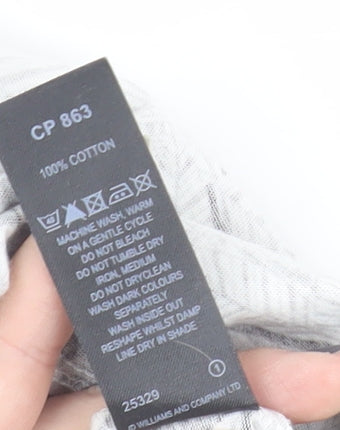 CP 863
100% COTTON
MACHINE WASH, WARM
ON A GENTLE CYCLE
DO NOT BLEACH
DO NOT TUMBLE DRY
IRON, MEDIUM
DO NOT DRYCLEAN
WASH DARK COLOURS
SEPARATELY
WASH INSIDE OUT
RESHAPE WHILST DAMP
LINE DRY IN SHADE
1
25329
© WILLIAMS AND COMPANY LTD